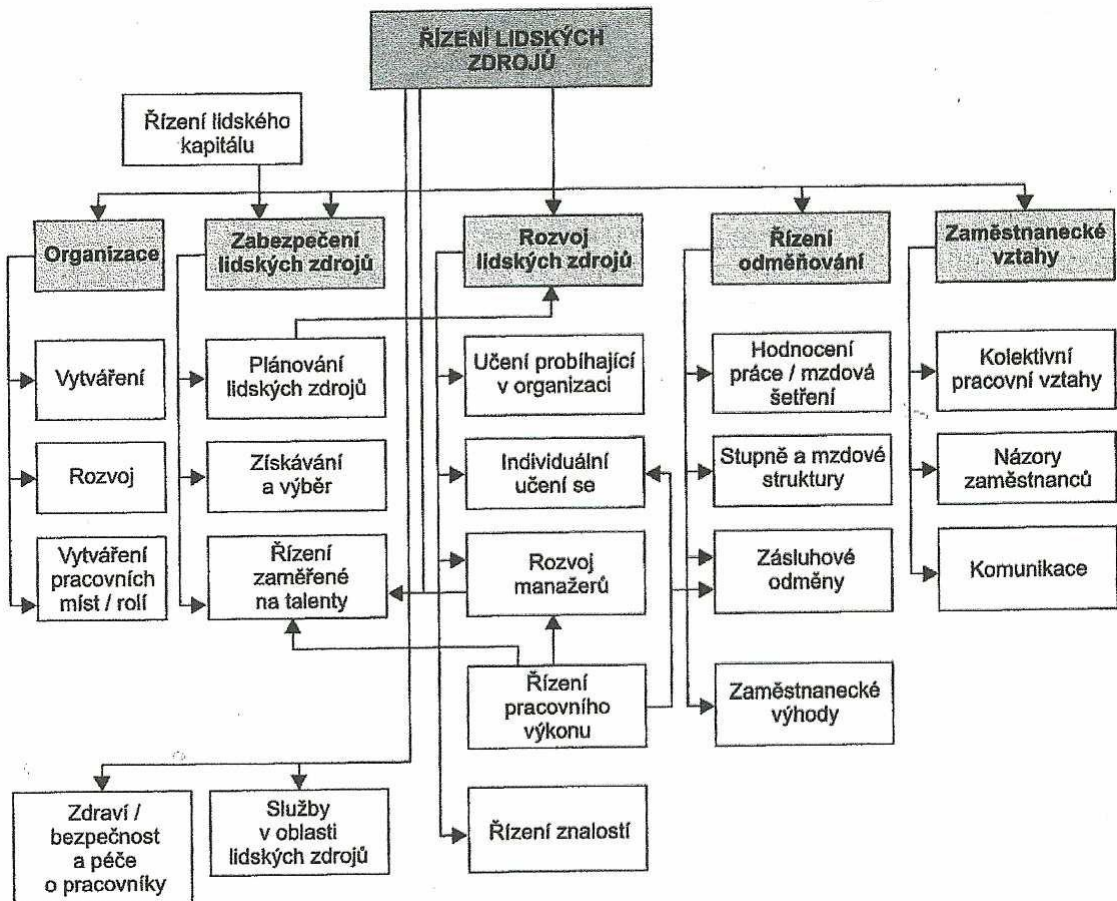 ŘÍZENÍ LIDSKÝCH
ZDROJŮ
Řízení lidského
kapitálu
Organizace
Zabezpečení
lidských zdrojů
Rozvoj
lidských zdrojů
Řízení
odměňování
Zaměstnanecké
vztahy
Vytváření
Plánování
lidských zdrojů
Učení probíhající
v organizaci
Hodnocení
práce / mzdová
šetření
Kolektivní
pracovní vztahy
Rozvoj
Získávání
a výběr
Individuální
učení se
Stupně a mzdové
struktury
Názory
zaměstnanců
Vytváření
pracovních
míst / rolí
Řízení
zaměřené
na talenty
Rozvoj
manažerů
Zásluhové
odměny
Komunikace
Řízení
pracovního
výkonu
Zaměstnanecké
výhody
Zdraví /
bezpečnost
a péče
o pracovníky
Služby
v oblasti
lidských zdrojů
Řízení znalostí